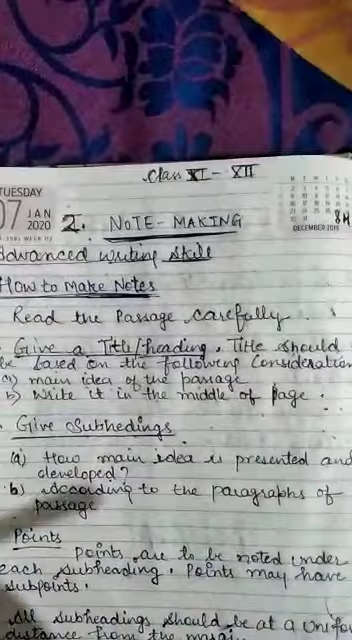 Class XI - XII
TUESDAY
07 JAN
2020
DECEMBER 2019
2. NOTE-MAKING
Advanced writing skill
How to Make Notes
Read the Passage carefully.
Give a Title/heading. Title should
be based on the following Consideration
a) main idea of the passage
b) write it in the middle of page.
Give Subhedings
(a) How main idea is presented and
developed?
b) According to the paragraphs of
passage
Points
Points are to be noted under
each subheading. Points may have
subpoints.
All subheadings should be at a unifor
distance from the